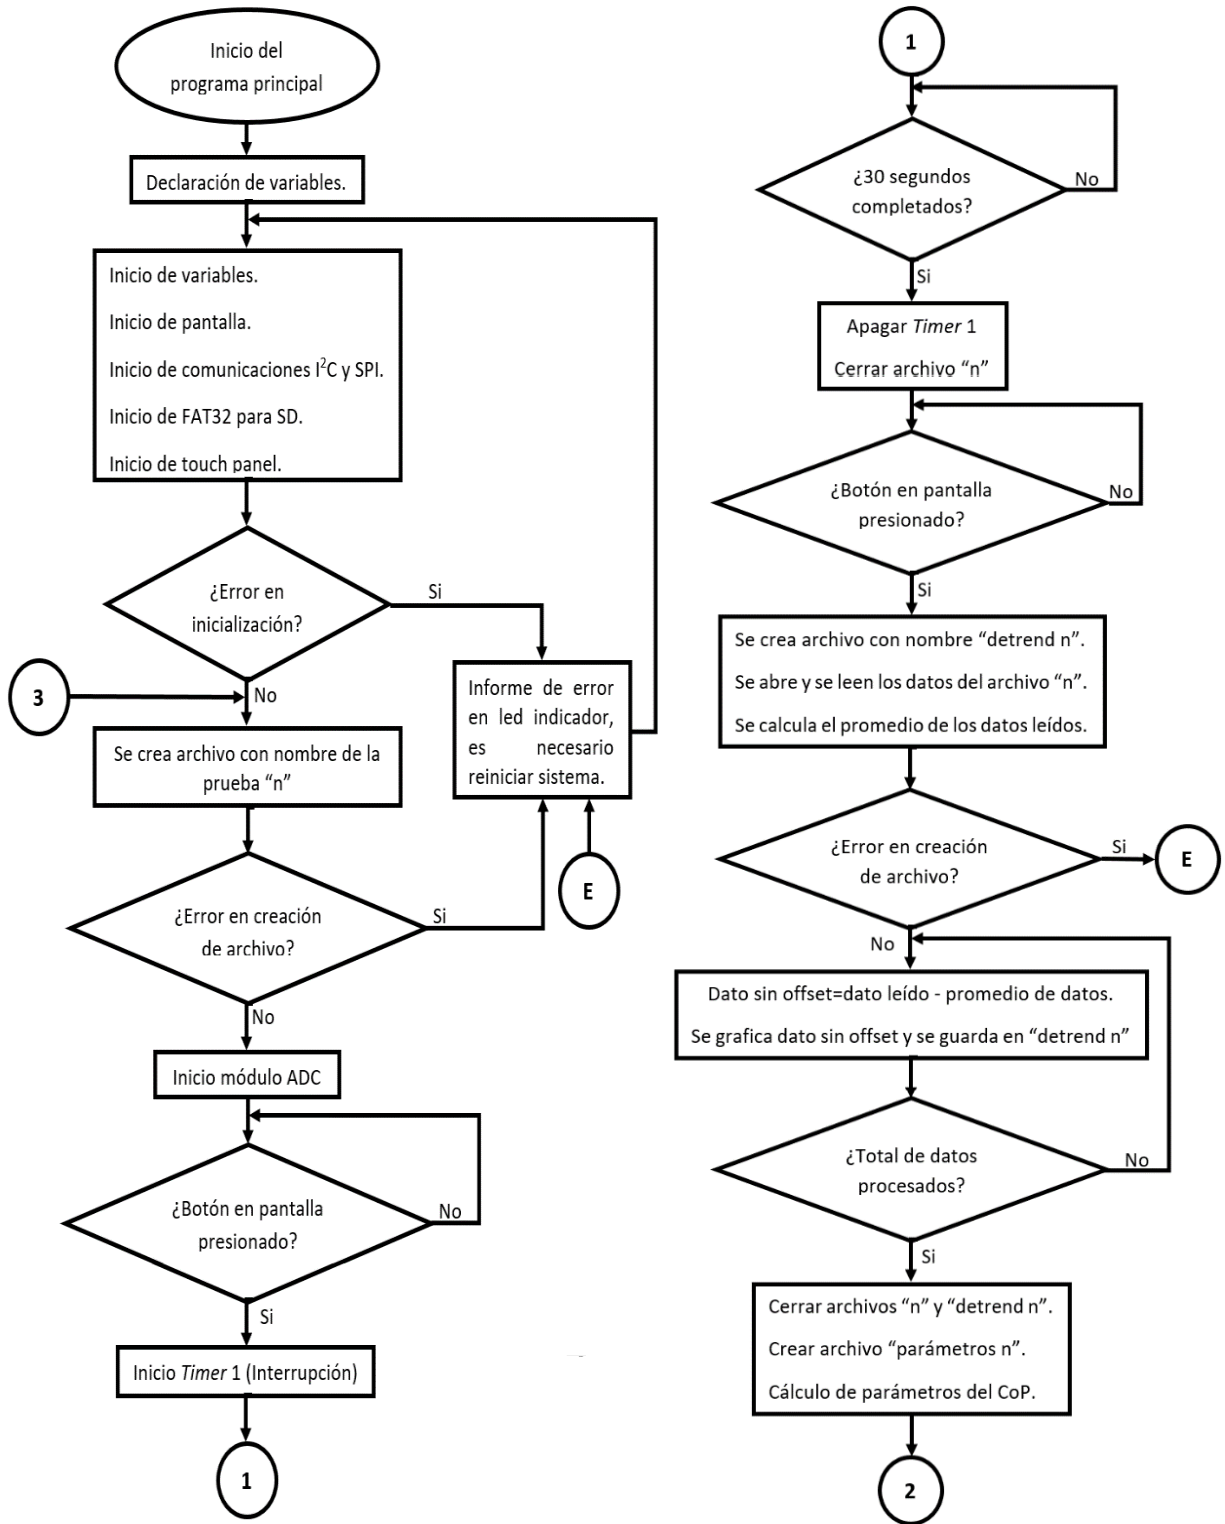 Inicio del
programa principal
Declaración de variables.
Inicio de variables.
Inicio de pantalla.
Inicio de comunicaciones I²C y SPI.
Inicio de FAT32 para SD.
Inicio de touch panel.
¿Error en
inicialización?
Si
No
3
Informe de error
en led indicador,
es necesario
reiniciar sistema.
Se crea archivo con nombre de la
prueba “n”
E
¿Error en creación
de archivo?
Si
No
Inicio módulo ADC
¿Botón en pantalla
presionado?
No
Si
Inicio Timer 1 (Interrupción)
1
1
¿30 segundos
completados?
No
Si
Apagar Timer 1
Cerrar archivo “n”
¿Botón en pantalla
presionado?
No
Si
Se crea archivo con nombre “detrend n”.
Se abre y se leen los datos del archivo “n”.
Se calcula el promedio de los datos leídos.
¿Error en creación
de archivo?
Si
E
No
Dato sin offset=dato leído - promedio de datos.
Se grafica dato sin offset y se guarda en “detrend n”
¿Total de datos
procesados?
No
Si
Cerrar archivos “n” y “detrend n”.
Crear archivo “parámetros n”.
Cálculo de parámetros del CoP.
2